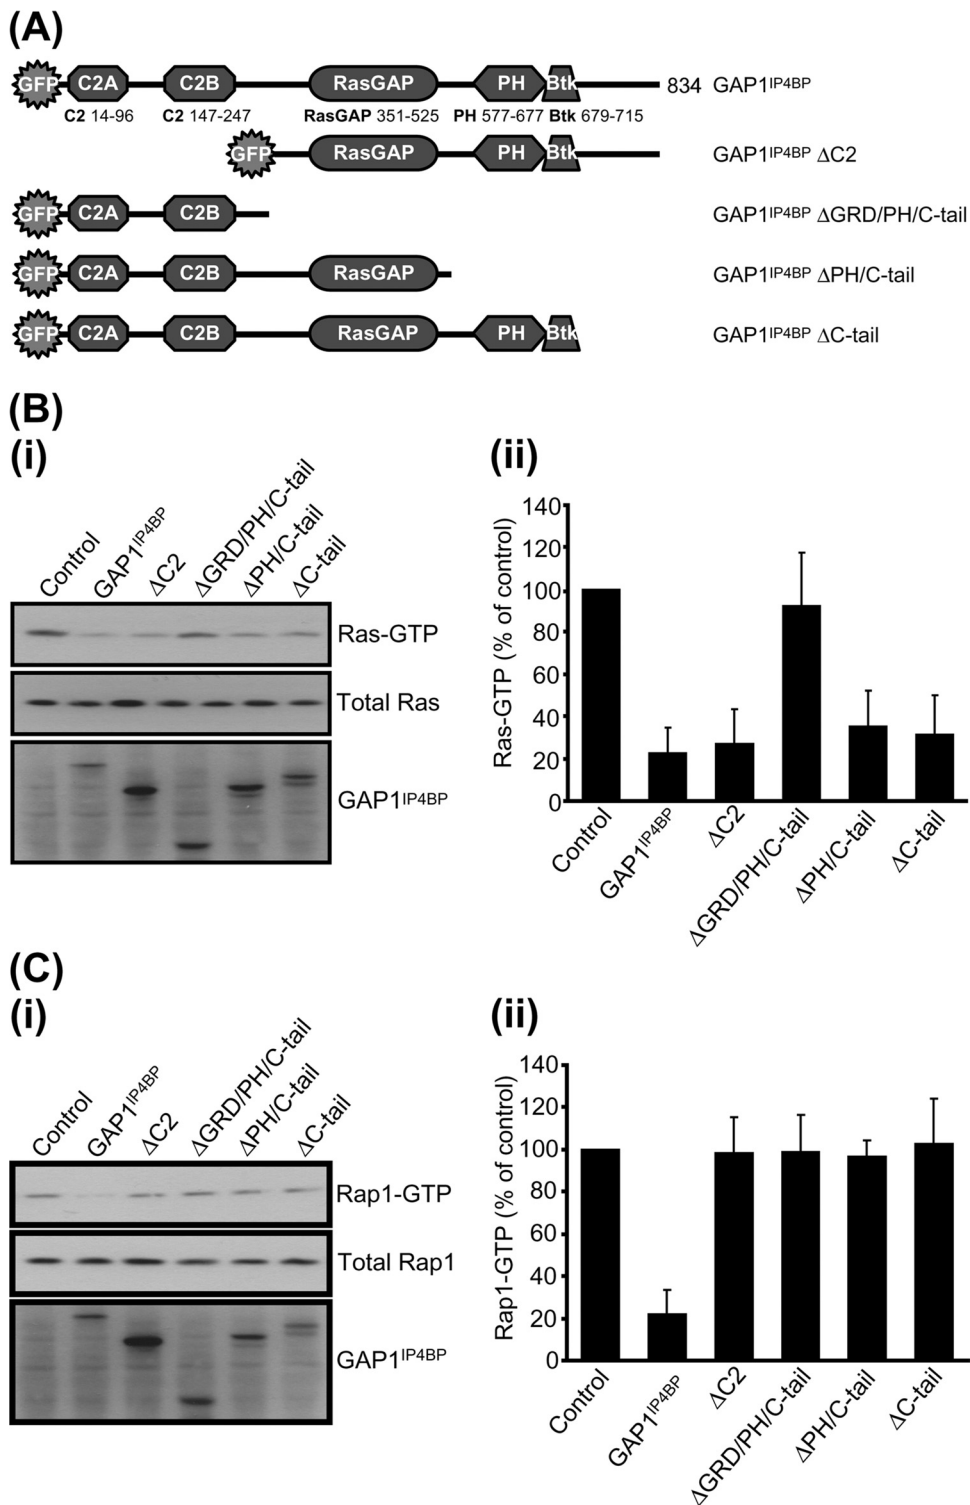 (A)
GFP C2A C2B RasGAP PH Btk 834 GAP1IP4BP
C2 14-96 C2 147-247 RasGAP 351-525 PH 577-677 Btk 679-715
GFP RasGAP PH Btk GAP1IP4BP ΔC2
GFP C2A C2B GAP1IP4BP ΔGRD/PH/C-tail
GFP C2A C2B RasGAP GAP1IP4BP ΔPH/C-tail
GFP C2A C2B RasGAP PH Btk GAP1IP4BP ΔC-tail
(B)
(i)
Control
GAP1IP4BP
ΔC2
ΔGRD/PH/C-tail
ΔPH/C-tail
ΔC-tail
Ras-GTP
Total Ras
GAP1IP4BP
(ii)
Ras-GTP (% of control)
140
120
100
80
60
40
20
0
Control
GAP1IP4BP
ΔC2
ΔGRD/PH/C-tail
ΔPH/C-tail
ΔC-tail
(C)
(i)
Control
GAP1IP4BP
ΔC2
ΔGRD/PH/C-tail
ΔPH/C-tail
ΔC-tail
Rap1-GTP
Total Rap1
GAP1IP4BP
(ii)
Rap1-GTP (% of control)
140
120
100
80
60
40
20
0
Control
GAP1IP4BP
ΔC2
ΔGRD/PH/C-tail
ΔPH/C-tail
ΔC-tail